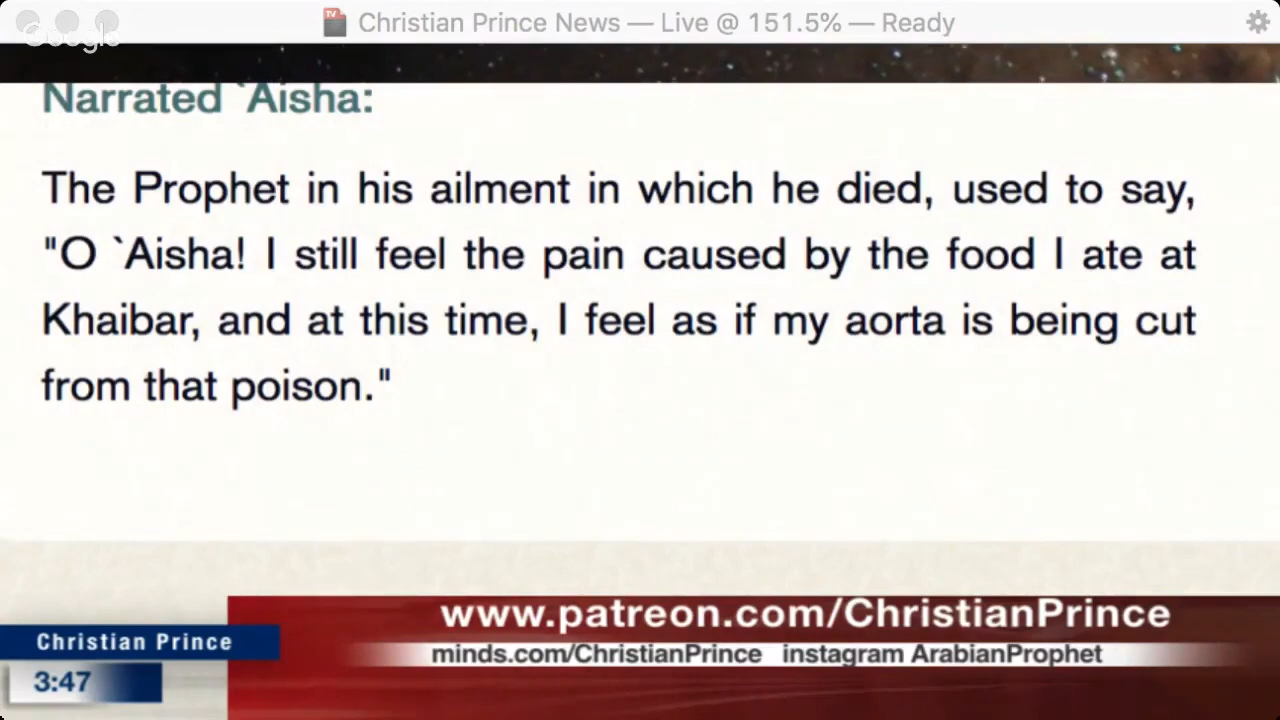 Christian Prince News — Live @ 151.5% — Ready
Google
Narrated `Aisha:
The Prophet in his ailment in which he died, used to say,
"O `Aisha! I still feel the pain caused by the food I ate at
Khaibar, and at this time, I feel as if my aorta is being cut
from that poison."
www.patreon.com/ChristianPrince
Christian Prince
minds.com/ChristianPrince instagram ArabianProphet
3:47